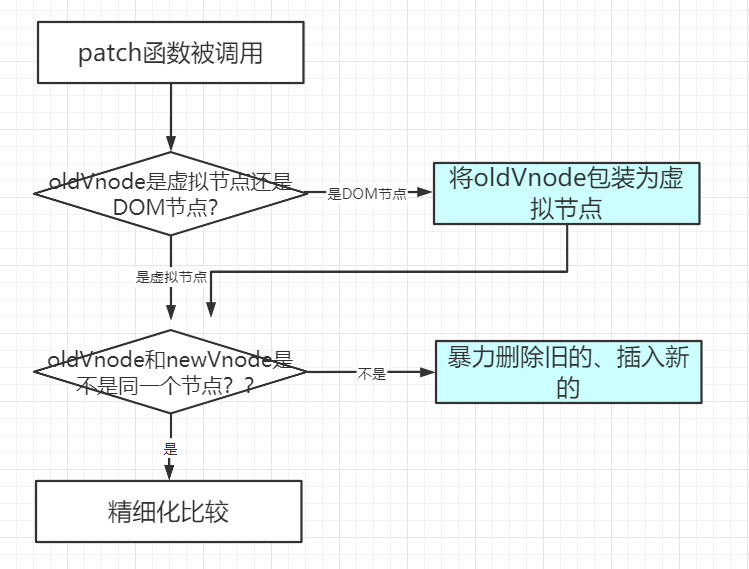 patch函数被调用
oldVnode是虚拟节点还是
DOM节点?
是DOM节点
将oldVnode包装为虚
拟节点
是虚拟节点
oldVnode和newVnode是
不是同一个节点?？
不是
暴力删除旧的、插入新
的
是
精细化比较